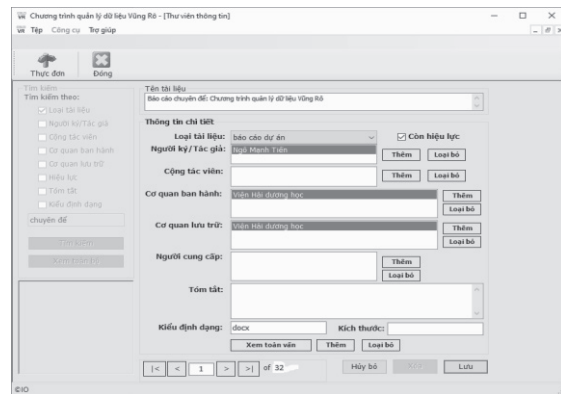 Chương trình quản lý dữ liệu Vũng Rô - [Thư viên thông tin]
Tệp Công cụ Trợ giúp
Thực đơn Đóng
Tìm kiếm
Tìm kiếm theo:
Loại tài liệu
Người ký/Tác giả
Cộng tác viên
Cơ quan ban hành
Cơ quan lưu trữ
Hiệu lực
Tóm tắt
Kiểu định dạng
chuyên đề
Tìm kiếm
Xem toàn bộ
Tên tài liệu
Báo cáo chuyên đề: Chương trình quản lý dữ liệu Vũng Rô
Thông tin chi tiết
Loại tài liệu: báo cáo dự án Còn hiệu lực
Người ký/Tác giả: Ngô Mạnh Tiến
Thêm Loại bỏ
Cộng tác viên:
Thêm Loại bỏ
Cơ quan ban hành: Viện Hải dương học Thêm
Loại bỏ
Cơ quan lưu trữ: Viện Hải dương học Thêm
Loại bỏ
Người cung cấp: Thêm
Loại bỏ
Tóm tắt:
Kiểu định dạng: docx Kích thước:
Xem toàn văn Thêm Loại bỏ
|< < 1 > >| of 32 Hủy bỏ Xóa Lưu
©IO